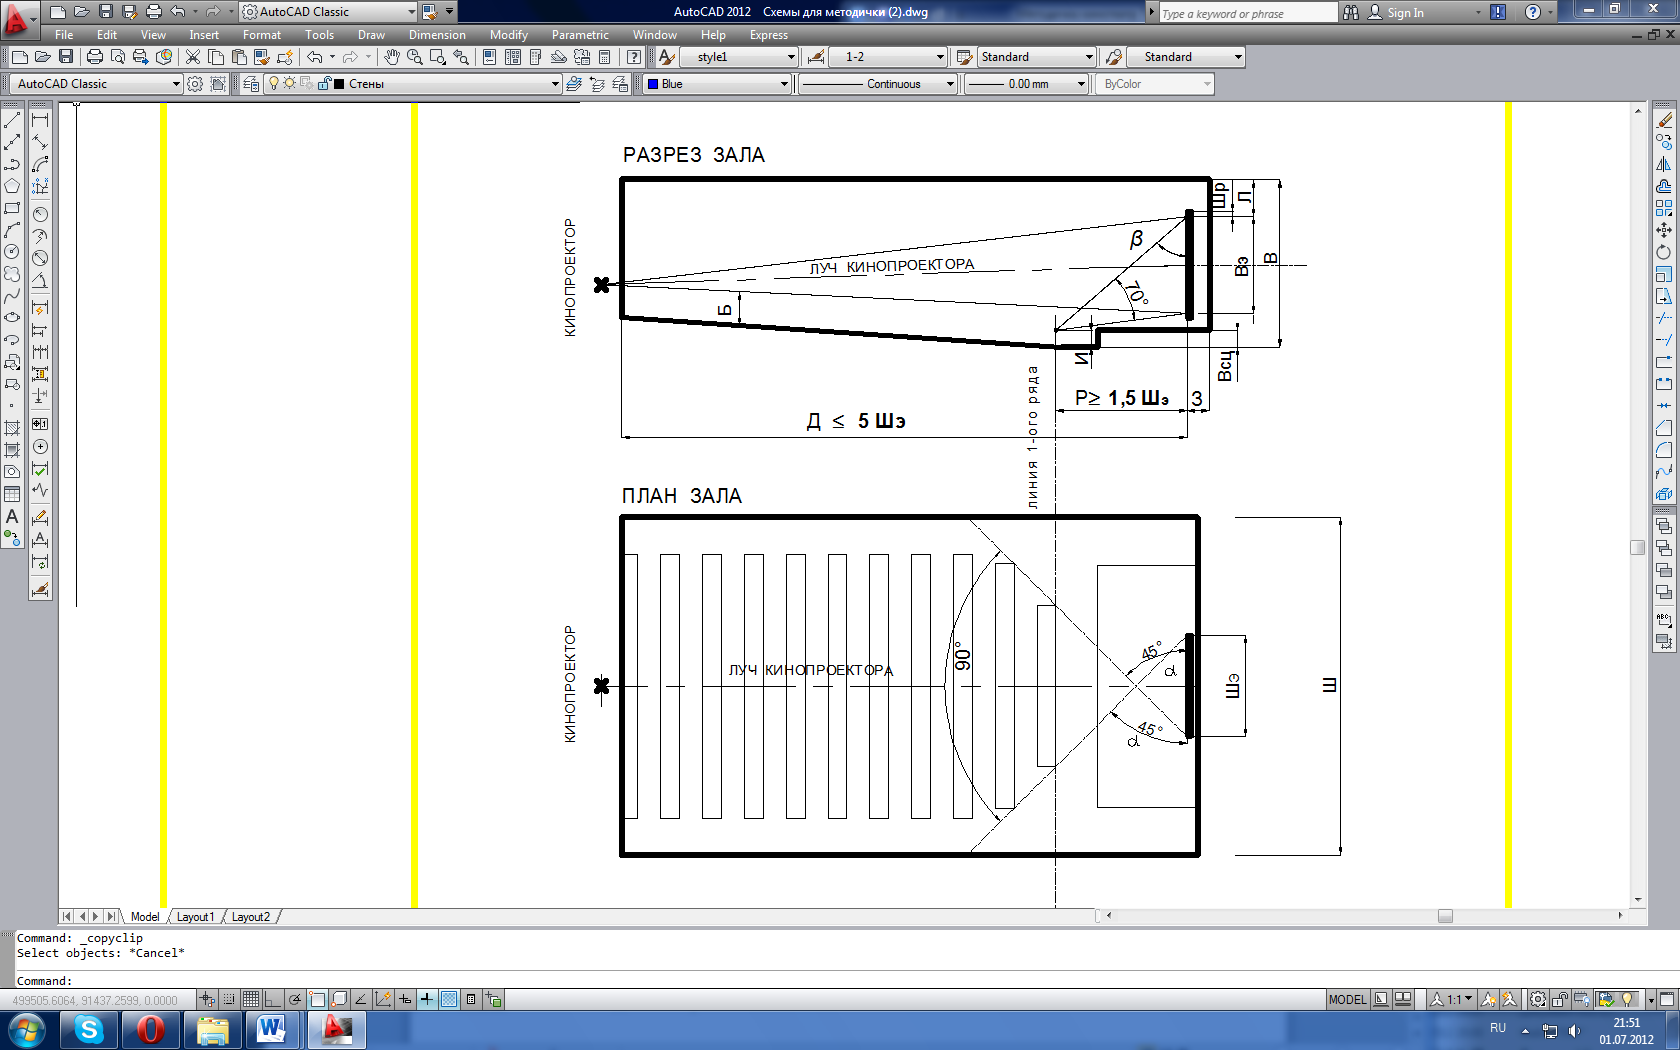 AutoCAD Classic
AutoCAD 2012 Схемы для методички (2).dwg
Type a keyword or phrase
Sign In
File Edit View Insert Format Tools Draw Dimension Modify Parametric Window Help Express
style1 1-2 Standard Standard
AutoCAD Classic Стены Blue Continuous 0.00 mm ByColor
РАЗРЕЗ ЗАЛА
КИНОПРОЕКТОР
ЛУЧ КИНОПРОЕКТОРА
Б
β
70°
Шр
Л
Вэ
В
И
Всц
линия 1-ого ряда
Р≥ 1,5 Шэ
З
Д ≤ 5 Шэ
ПЛАН ЗАЛА
КИНОПРОЕКТОР
ЛУЧ КИНОПРОЕКТОРА
90°
45°
α
45°
α
Шэ
Ш
Model Layout1 Layout2
Command: _copyclip
Select objects: *Cancel*
Command:
499505.6064, 91437.2599, 0.0000
MODEL
1:1
RU
21:51
01.07.2012